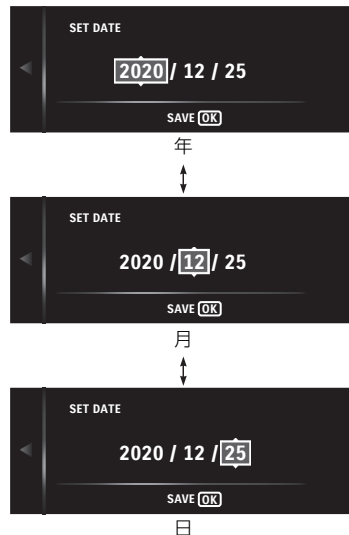 SET DATE
2020 / 12 / 25
SAVE OK
年
SET DATE
2020 / 12 / 25
SAVE OK
月
SET DATE
2020 / 12 / 25
SAVE OK
日